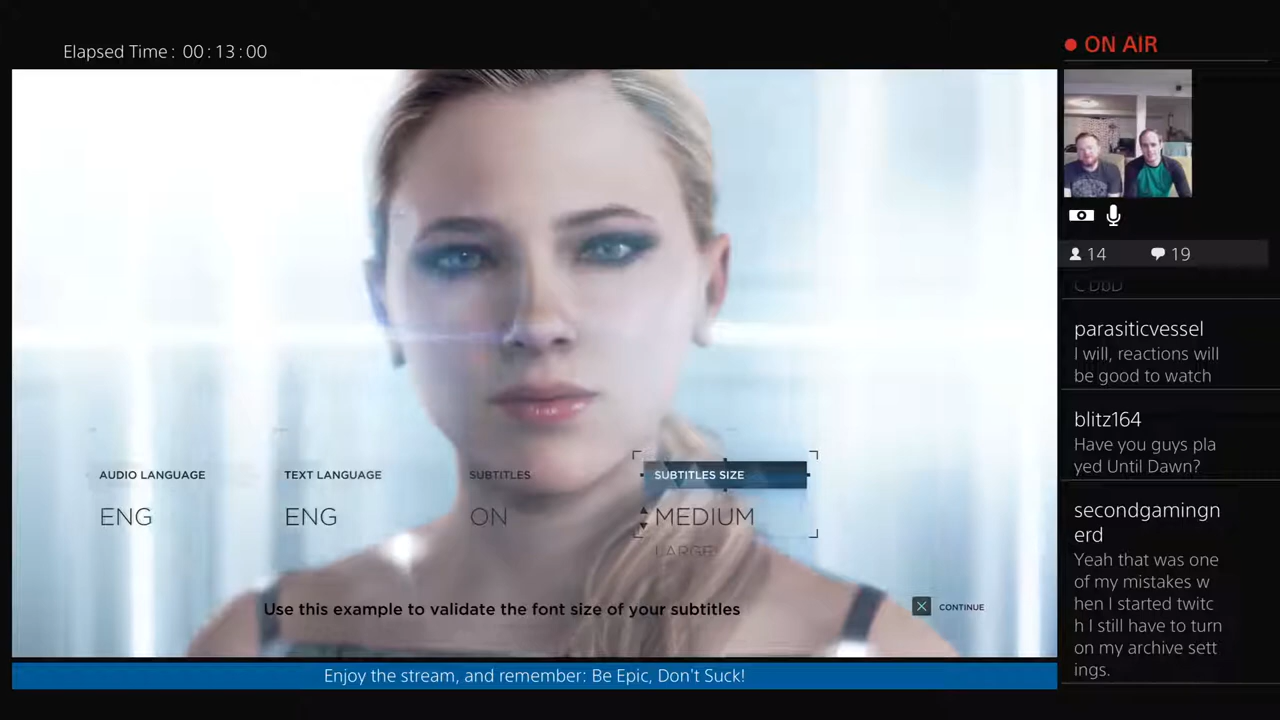 Elapsed Time: 00:13:00
ON AIR
14 19
C DbD
parasiticvessel
I will, reactions will
be good to watch
blitz164
Have you guys pla
yed Until Dawn?
secondgamingn
erd
Yeah that was one
of my mistakes w
hen I started twitc
h I still have to turn
on my archive sett
ings.
AUDIO LANGUAGE TEXT LANGUAGE SUBTITLES SUBTITLES SIZE
ENG ENG ON MEDIUM
LARGE
Use this example to validate the font size of your subtitles
CONTINUE
Enjoy the stream, and remember: Be Epic, Don't Suck!